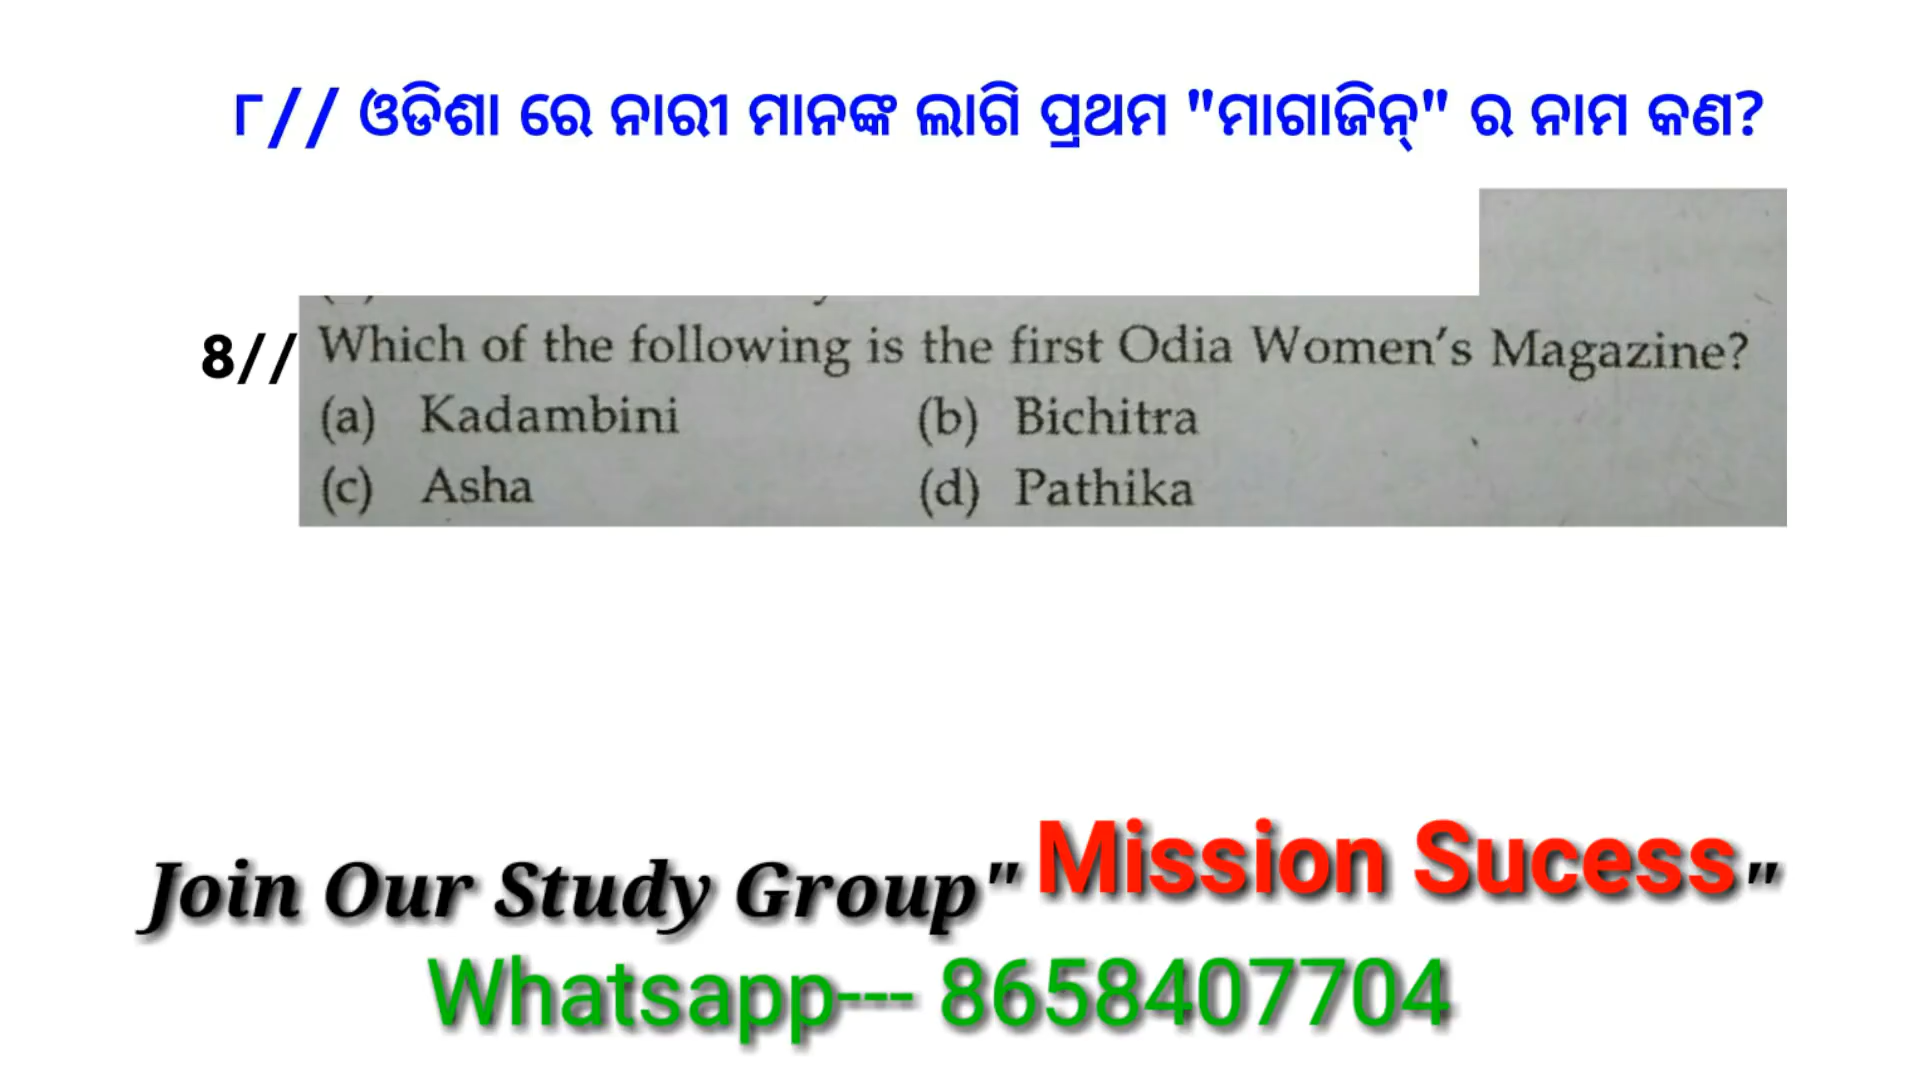 ୮// ଓଡିଶା ରେ ନାରୀ ମାନଙ୍କ ଲାଗି ପ୍ରଥମ "ମାଗାଜିନ୍" ର ନାମ କଣ?
8// Which of the following is the first Odia Women's Magazine?
(a) Kadambini (b) Bichitra
(c) Asha (d) Pathika
Join Our Study Group" Mission Sucess"
Whatsapp--- 8658407704